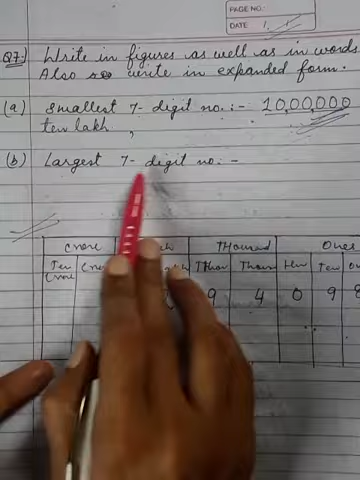 PAGE NO.:
DATE / /
Q7: Write in figures as well as in words
Also write in expanded form.
(a) Smallest 7- digit no. :- 10,00,000
ten lakh,
(b) Largest 7- digit no. -
Crore Thousand Ones
Ten Crore Thou Thou Hun Ten
9 4 0 9 8